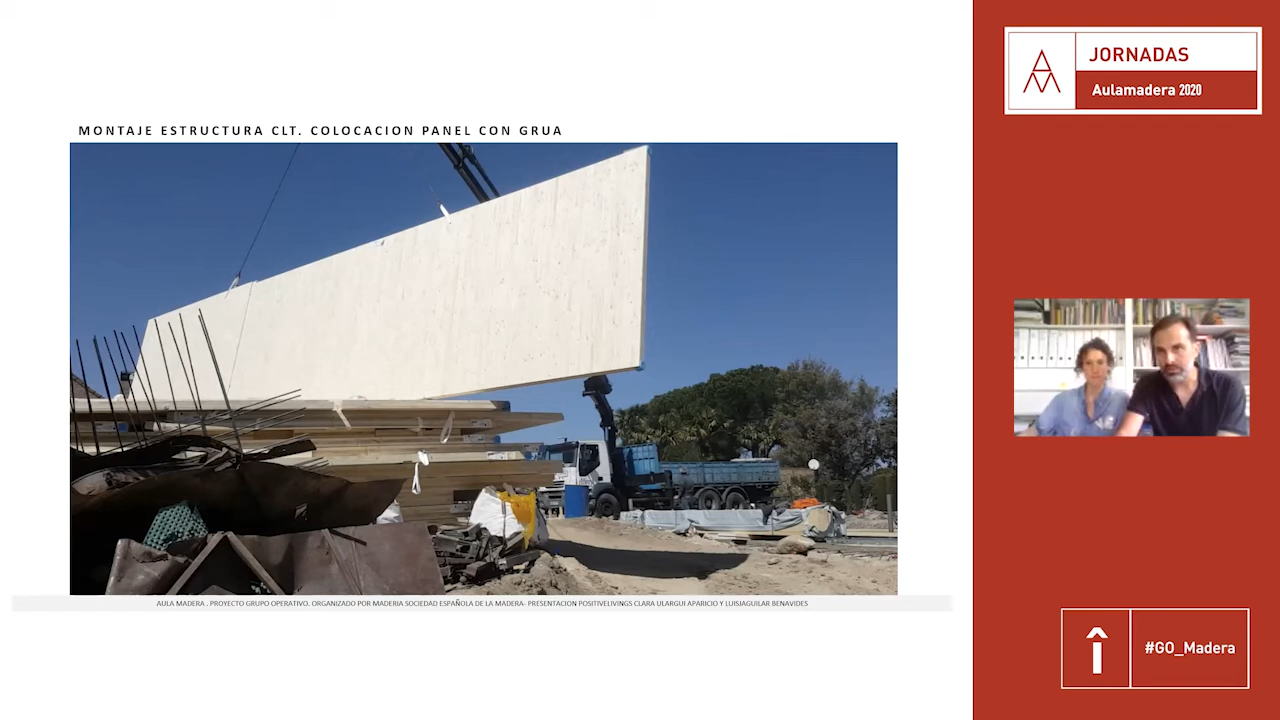 MONTAJE ESTRUCTURA CLT. COLOCACION PANEL CON GRUA
AULA MADERA . PROYECTO GRUPO OPERATIVO. ORGANIZADO POR MADERIA SOCIEDAD ESPAÑOLA DE LA MADERA- PRESENTACION POSITIVELIVINGS CLARA ULARGUI APARICIO Y LUISJAGUILAR BENAVIDES
JORNADAS
Aulamadera 2020
#GO_Madera